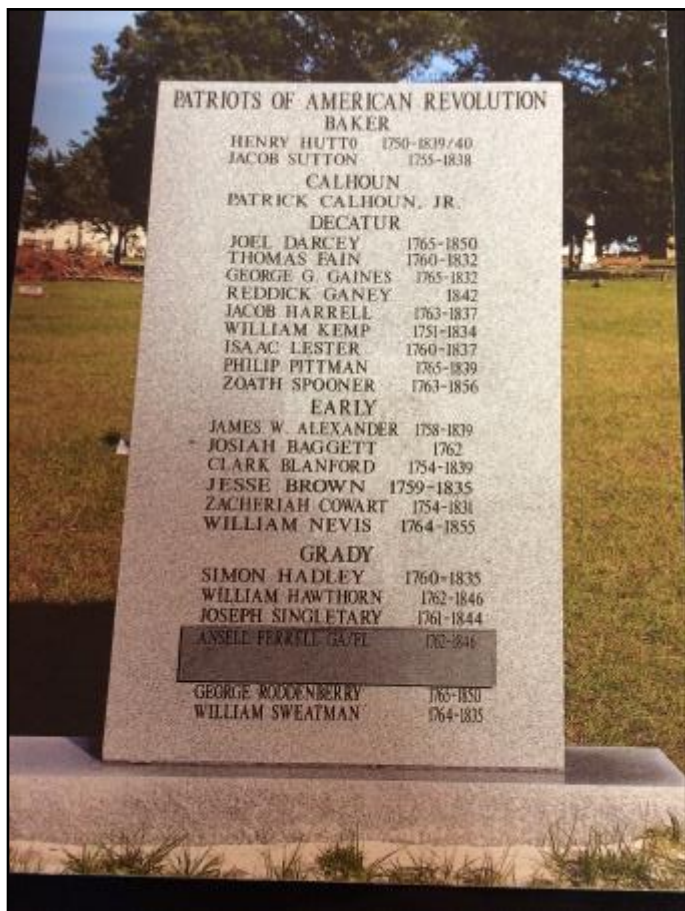 PATRIOTS OF AMERICAN REVOLUTION
BAKER
HENRY HUTTO 1750-1839/40
JACOB SUTTON 1755-1838
CALHOUN
PATRICK CALHOUN, JR.
DECATUR
JOEL DARCEY 1765-1850
THOMAS FAIN 1760-1832
GEORGE G. GAINES 1765-1832
REDDICK GANEY 1842
JACOB HARRELL 1763-1837
WILLIAM KEMP 1751-1834
ISAAC LESTER 1760-1837
PHILIP PITTMAN 1765-1839
ZOATH SPOONER 1763-1856
EARLY
JAMES W. ALEXANDER 1758-1839
JOSIAH BAGGETT 1762
CLARK BLANFORD 1754-1839
JESSE BROWN 1759-1835
ZACHERIAH COWART 1754-1831
WILLIAM NEVIS 1764-1855
GRADY
SIMON HADLEY 1760-1835
WILLIAM HAWTHORN 1762-1846
JOSEPH SINGLETARY 1761-1844
ANSELL FERRELL GA/FL 1762-1846
GEORGE RODDENBERRY 1765-1850
WILLIAM SWEATMAN 1764-1835